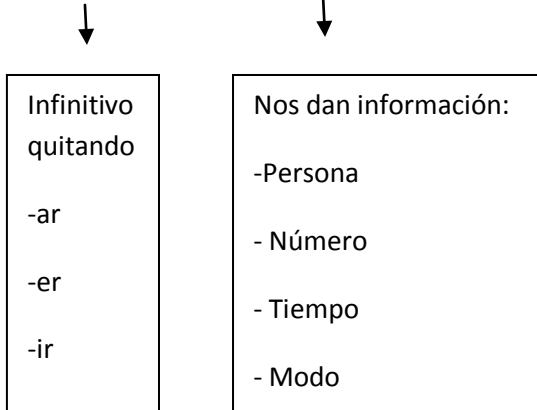 Infinitivo
quitando
-ar
-er
-ir
Nos dan información:
-Persona
- Número
- Tiempo
- Modo